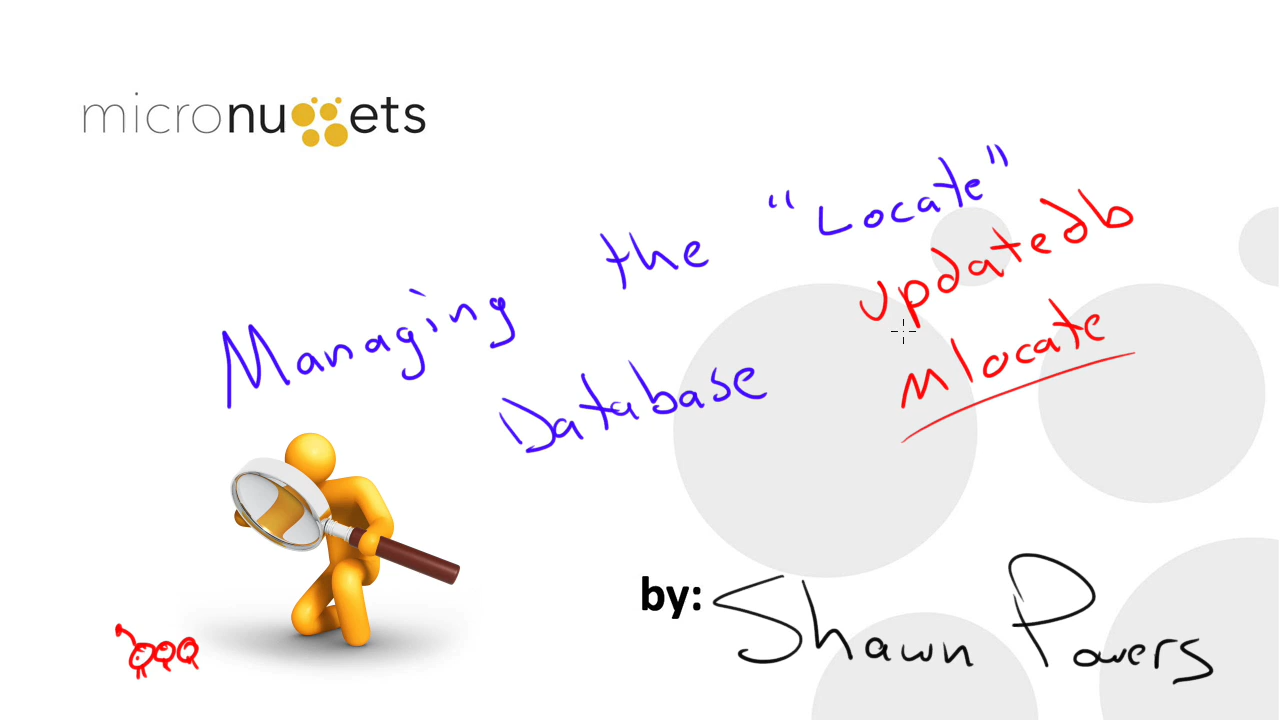 micronuggets
Managing the "Locate"
Database
updatedb
mlocate
by: Shawn Powers